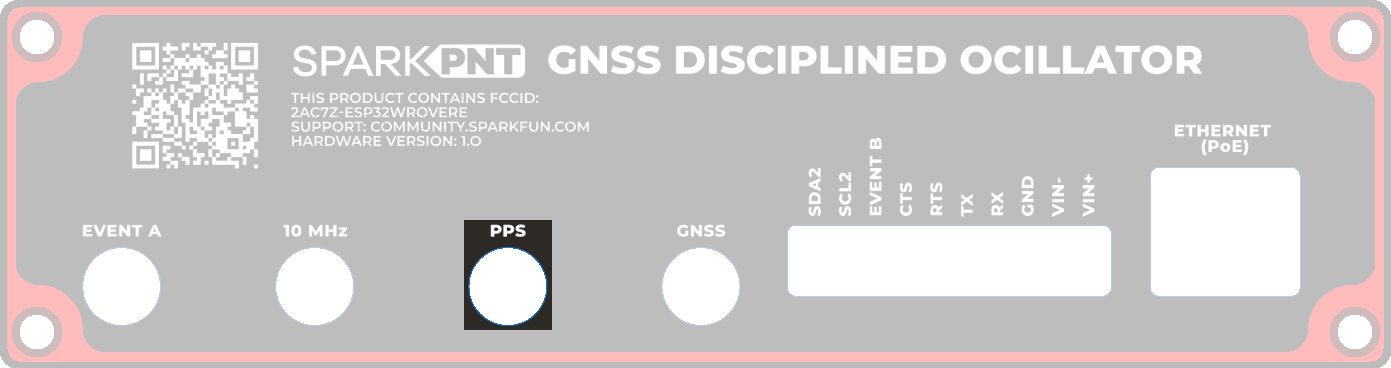 SPARKPNT GNSS DISCIPLINED OCILLATOR
THIS PRODUCT CONTAINS FCCID:
2AC7Z-ESP32WROVERE
SUPPORT: COMMUNITY.SPARKFUN.COM
HARDWARE VERSION: 1.0
ETHERNET
(PoE)
SDA2
SCL2
EVENT B
CTS
RTS
TX
RX
GND
VIN-
VIN+
EVENT A
10 MHz
PPS
GNSS